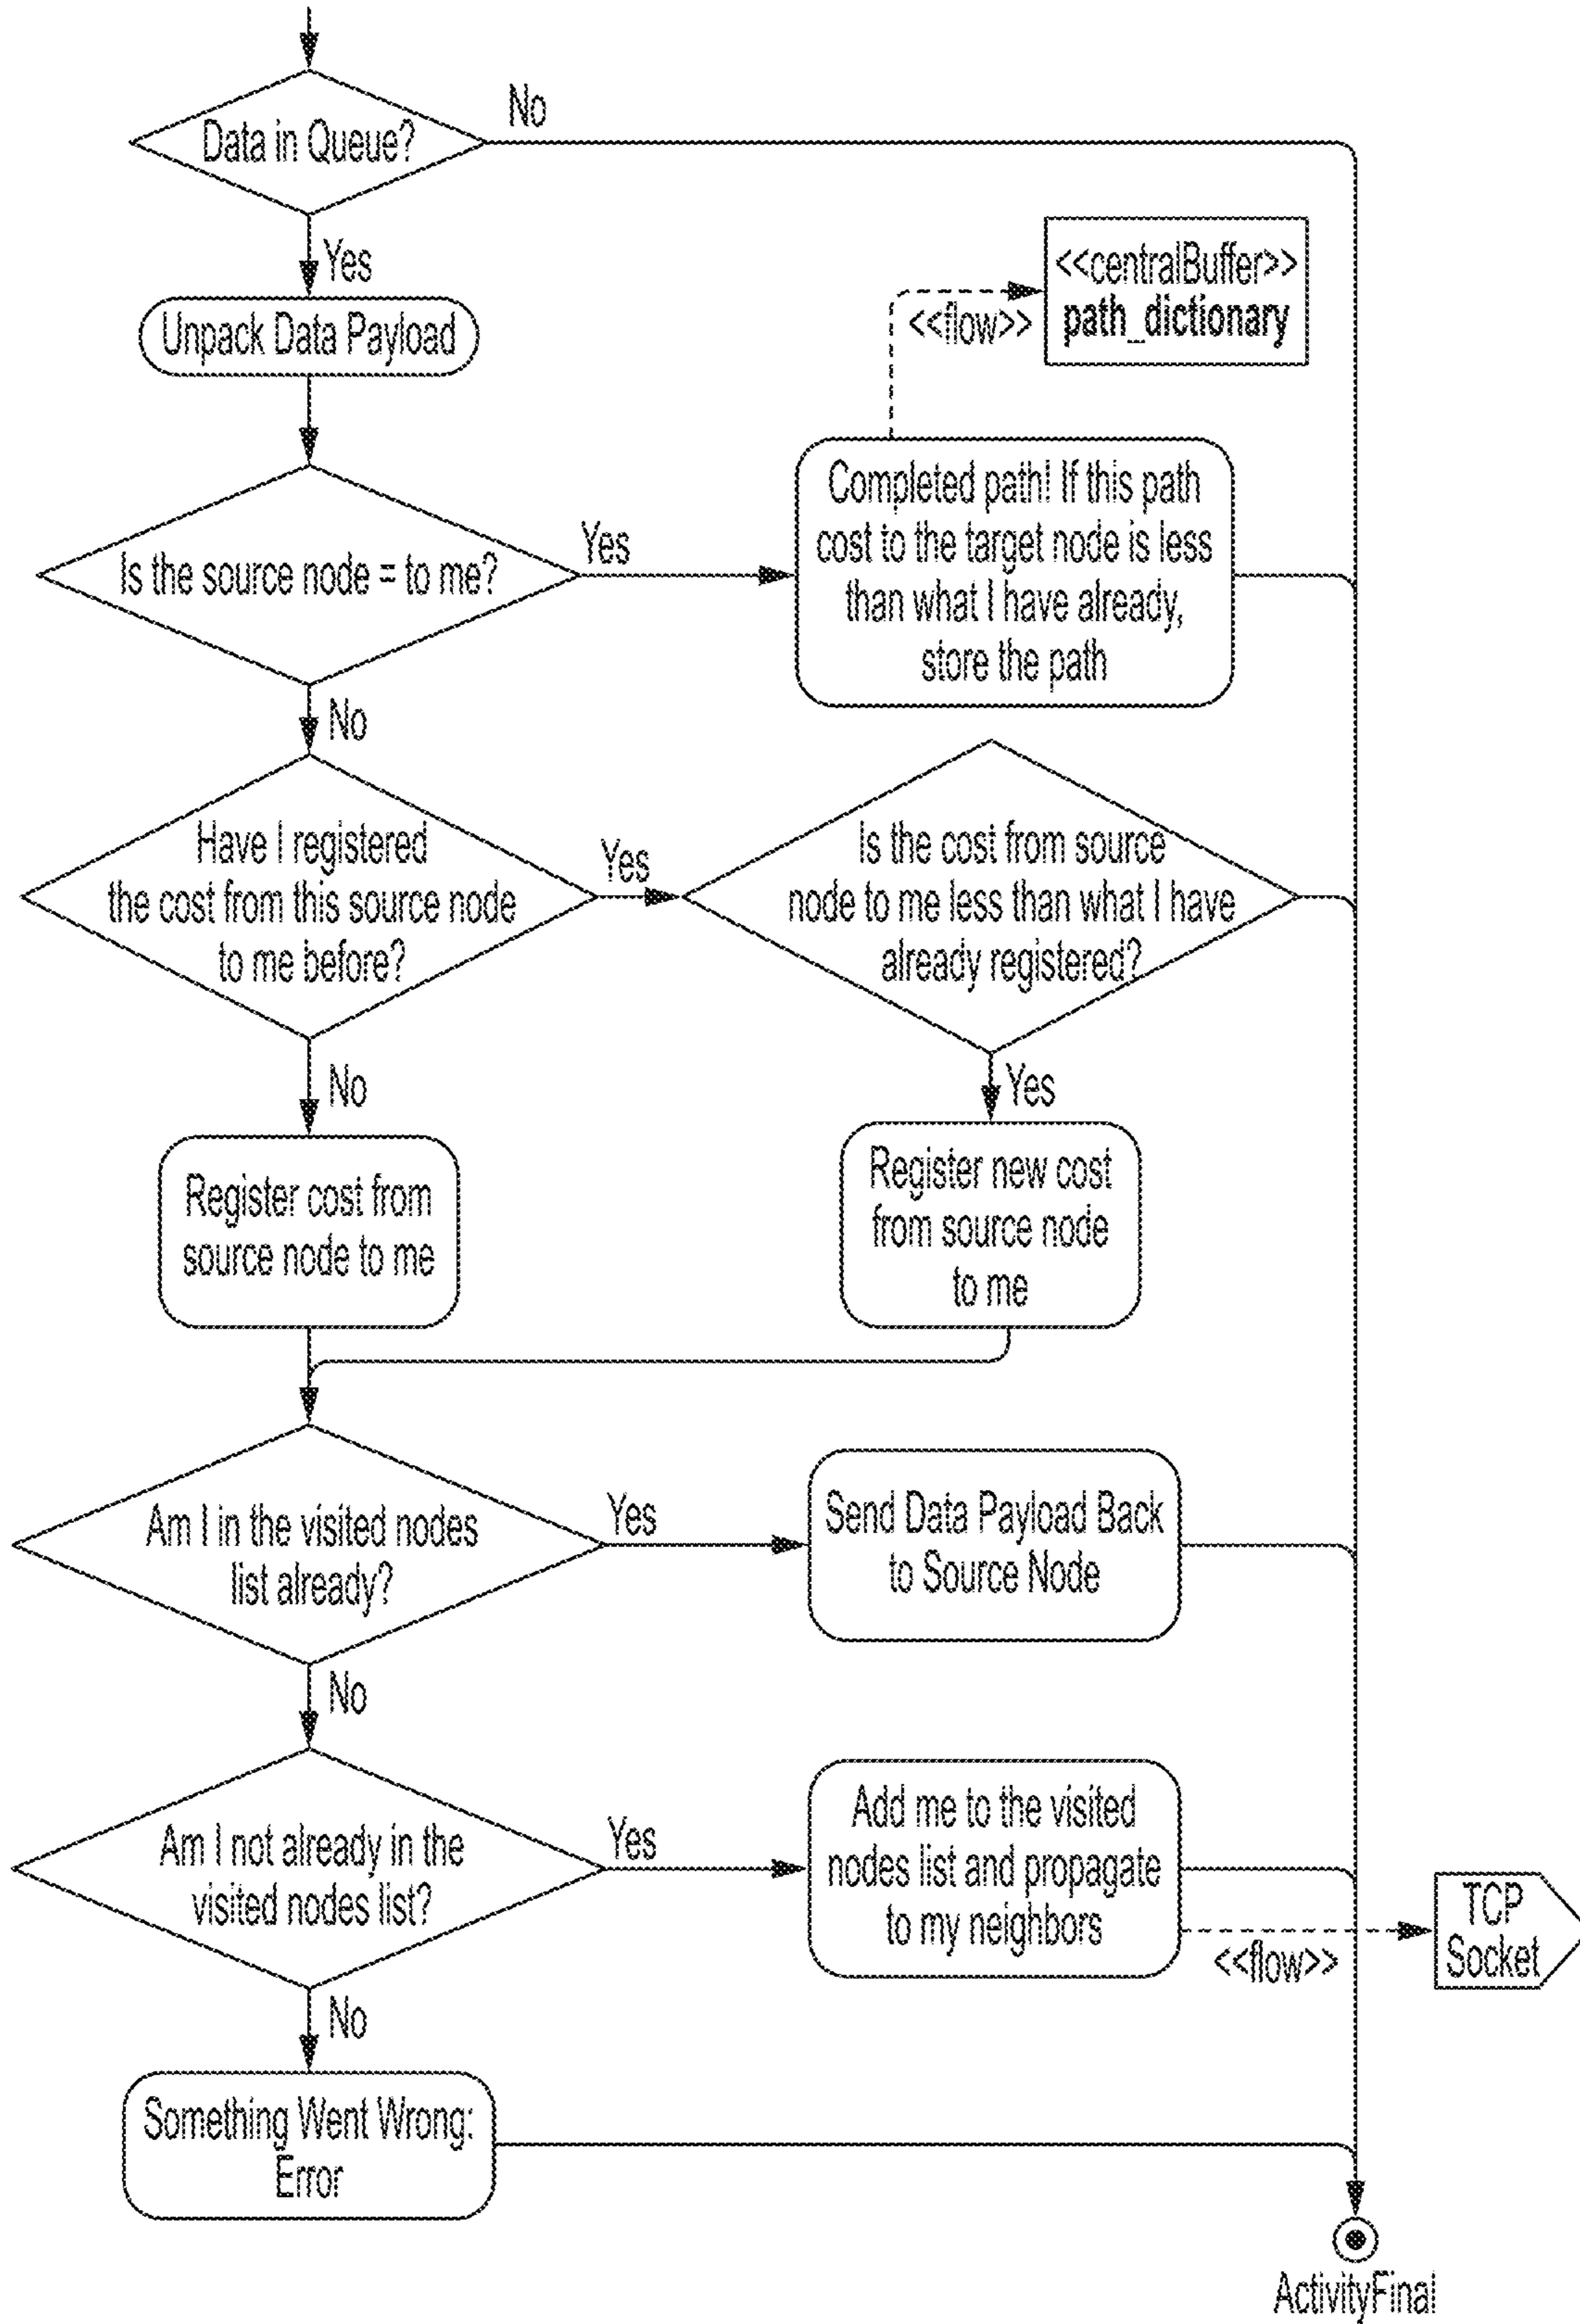 Data in Queue?
No
Yes
<<centralBuffer>>
path_dictionary
<<flow>>
Unpack Data Payload
Is the source node = to me?
Yes
Completed path! If this path
cost to the target node is less
than what I have already,
store the path
No
Have I registered
the cost from this source node
to me before?
Yes
Is the cost from source
node to me less than what I have
already registered?
No
Yes
Register cost from
source node to me
Register new cost
from source node
to me
Am I in the visited nodes
list already?
Yes
Send Data Payload Back
to Source Node
No
Am I not already in the
visited nodes list?
Yes
Add me to the visited
nodes list and propagate
to my neighbors
<<flow>>
TCP
Socket
No
Something Went Wrong:
Error
ActivityFinal